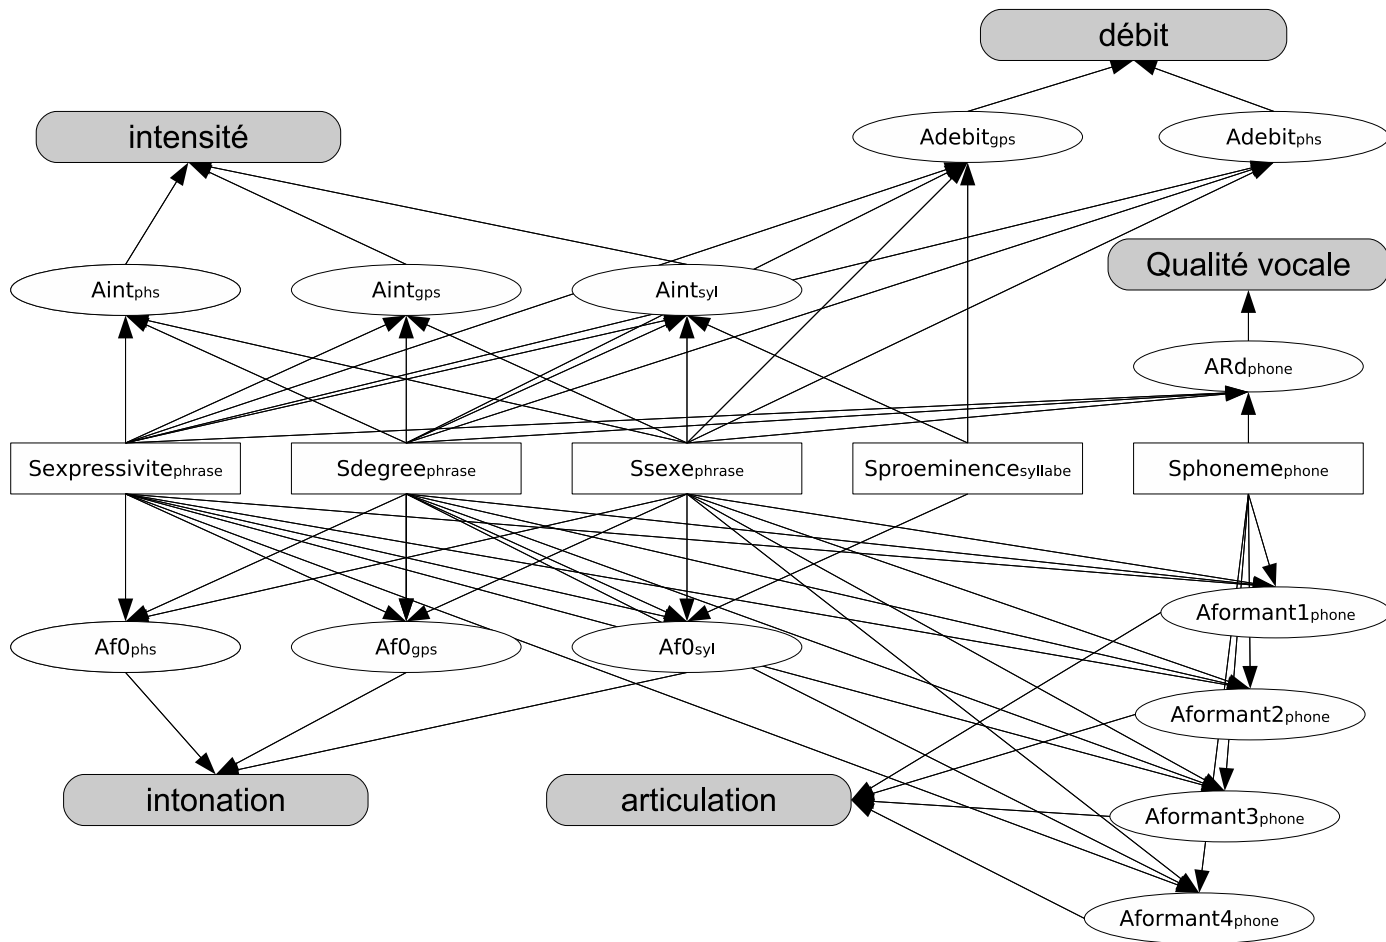 débit
intensité
Adebitgps
Adebitphs
Qualité vocale
Aintphs
Aintgps
Aintsyl
ARdphone
Sexpressivitephrase
Sdegreephrase
Ssexephrase
Sproeminencesyllabe
Sphonemephone
Aformant1phone
Af0phs
Af0gps
Af0syl
Aformant2phone
intonation
articulation
Aformant3phone
Aformant4phone